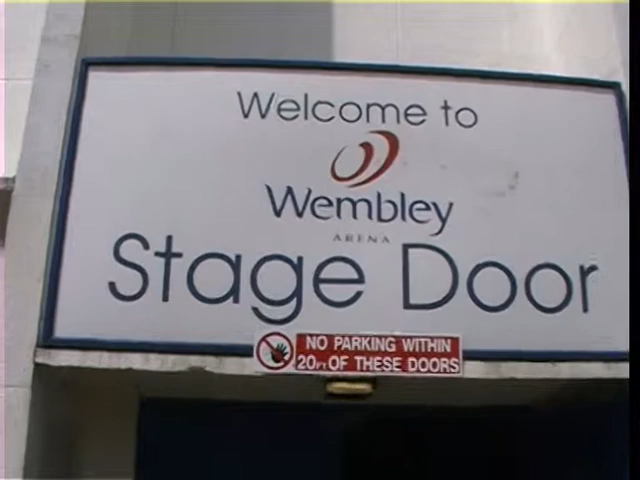 Welcome to
Wembley
ARENA
Stage Door
NO PARKING WITHIN
20FT OF THESE DOORS